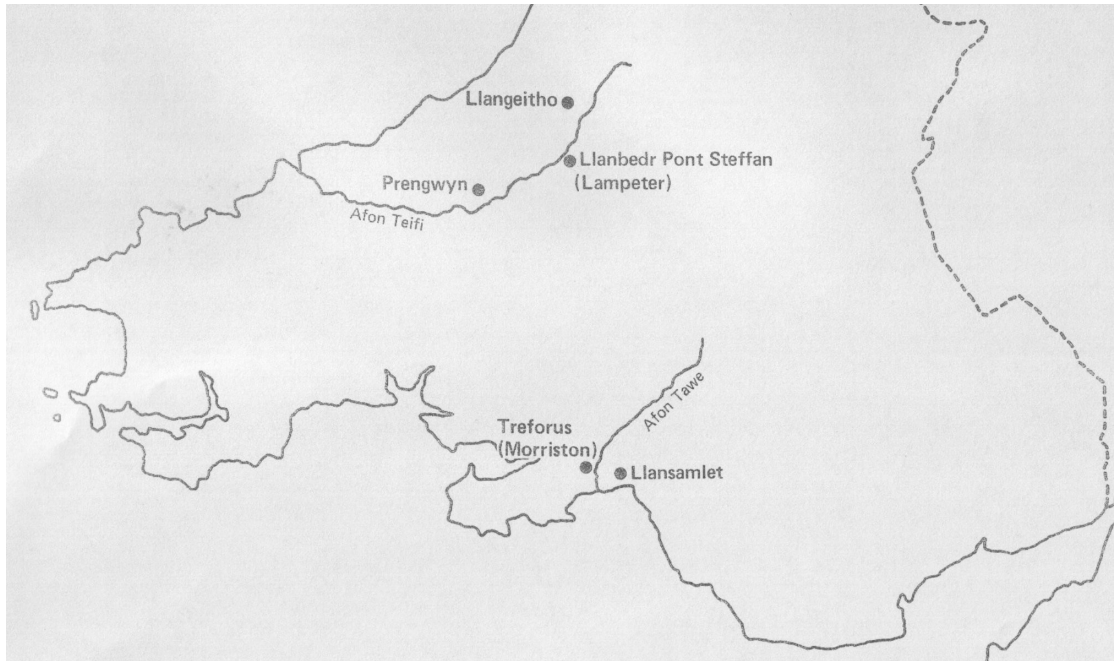 Llangeitho
Llanbedr Pont Steffan
(Lampeter)
Prengwyn
Afon Teifi
Afon Tawe
Treforus
(Morriston)
Llansamlet